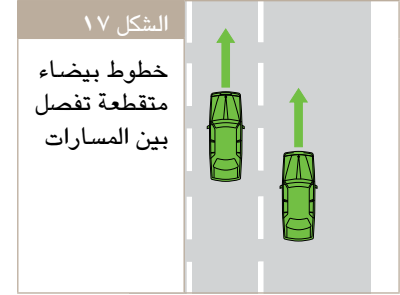 الشكل ١٧
خطوط بيضاء
متقطعة تفصل
بين المسارات